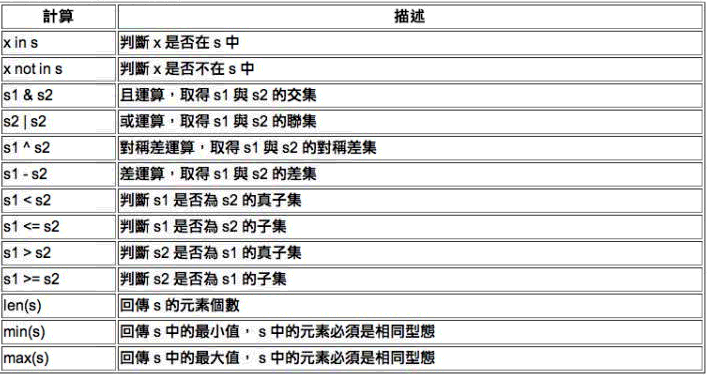 計算 描述
x in s 判斷 x 是否在 s 中
x not in s 判斷 x 是否不在 s 中
s1 & s2 且運算，取得 s1 與 s2 的交集
s2 | s2 或運算，取得 s1 與 s2 的聯集
s1 ^ s2 對稱差運算，取得 s1 與 s2 的對稱差集
s1 - s2 差運算，取得 s1 與 s2 的差集
s1 < s2 判斷 s1 是否為 s2 的真子集
s1 <= s2 判斷 s1 是否為 s2 的子集
s1 > s2 判斷 s2 是否為 s1 的真子集
s1 >= s2 判斷 s2 是否為 s1 的子集
len(s) 回傳 s 的元素個數
min(s) 回傳 s 中的最小值， s 中的元素必須是相同型態
max(s) 回傳 s 中的最大值， s 中的元素必須是相同型態